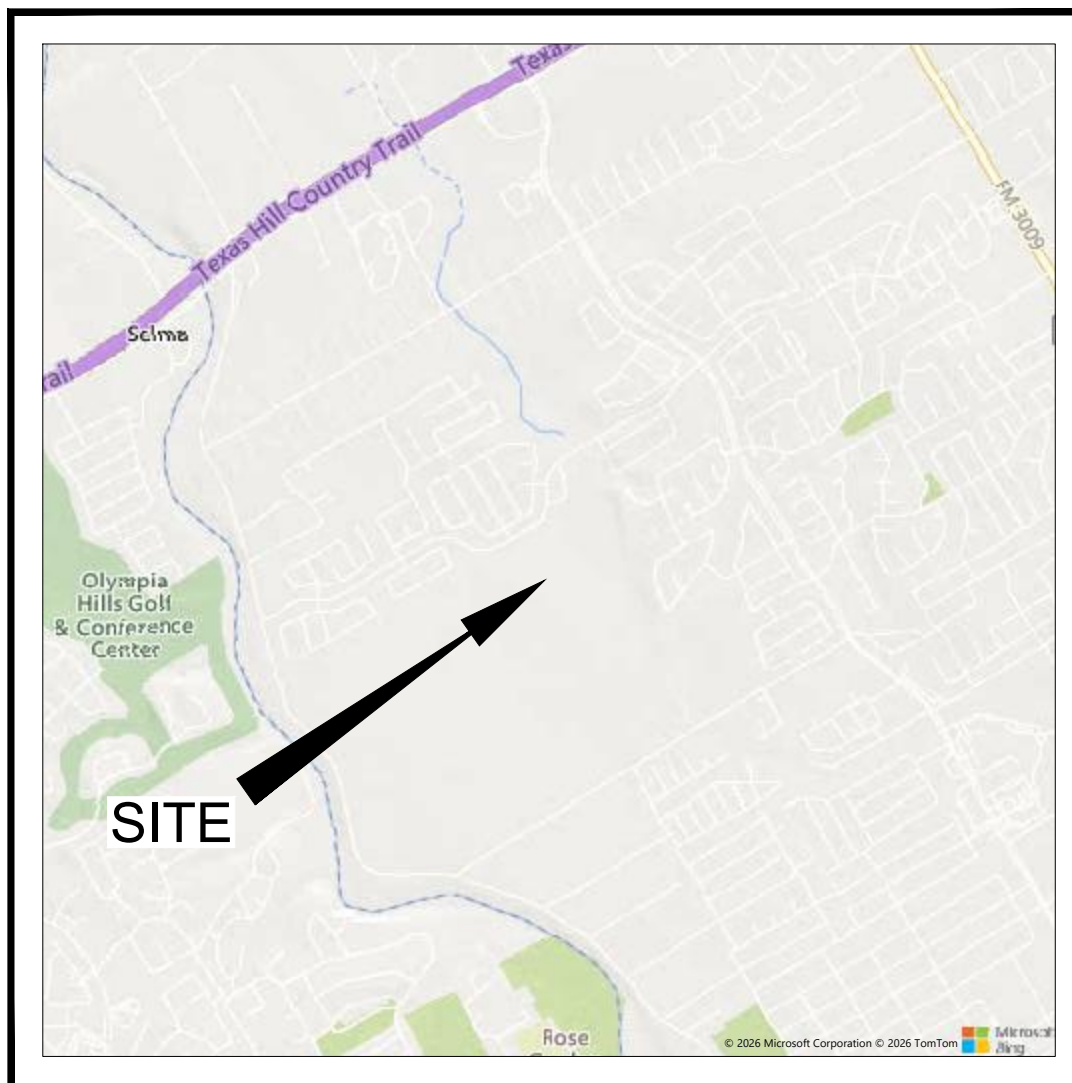 Texas
Texas Hill Country Trail
FM 3009
Selma
rail
Olympia
Hills Golf
& Conference
Center
SITE
Rose
© 2026 Microsoft Corporation © 2026 TomTom
Microsoft
Bing